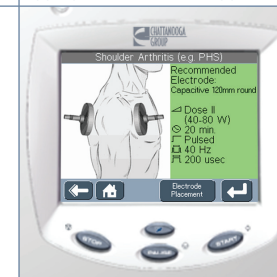 CHATTANOOGA
GROUP
Shoulder Arthritis (e.g. PHS)
Recommended
Electrode:
Capacitive 120mm round
Dose II
(40-80 W)
20 min.
Pulsed
40 Hz
200 usec
Electrode
Placement
STOP
PAUSE
START